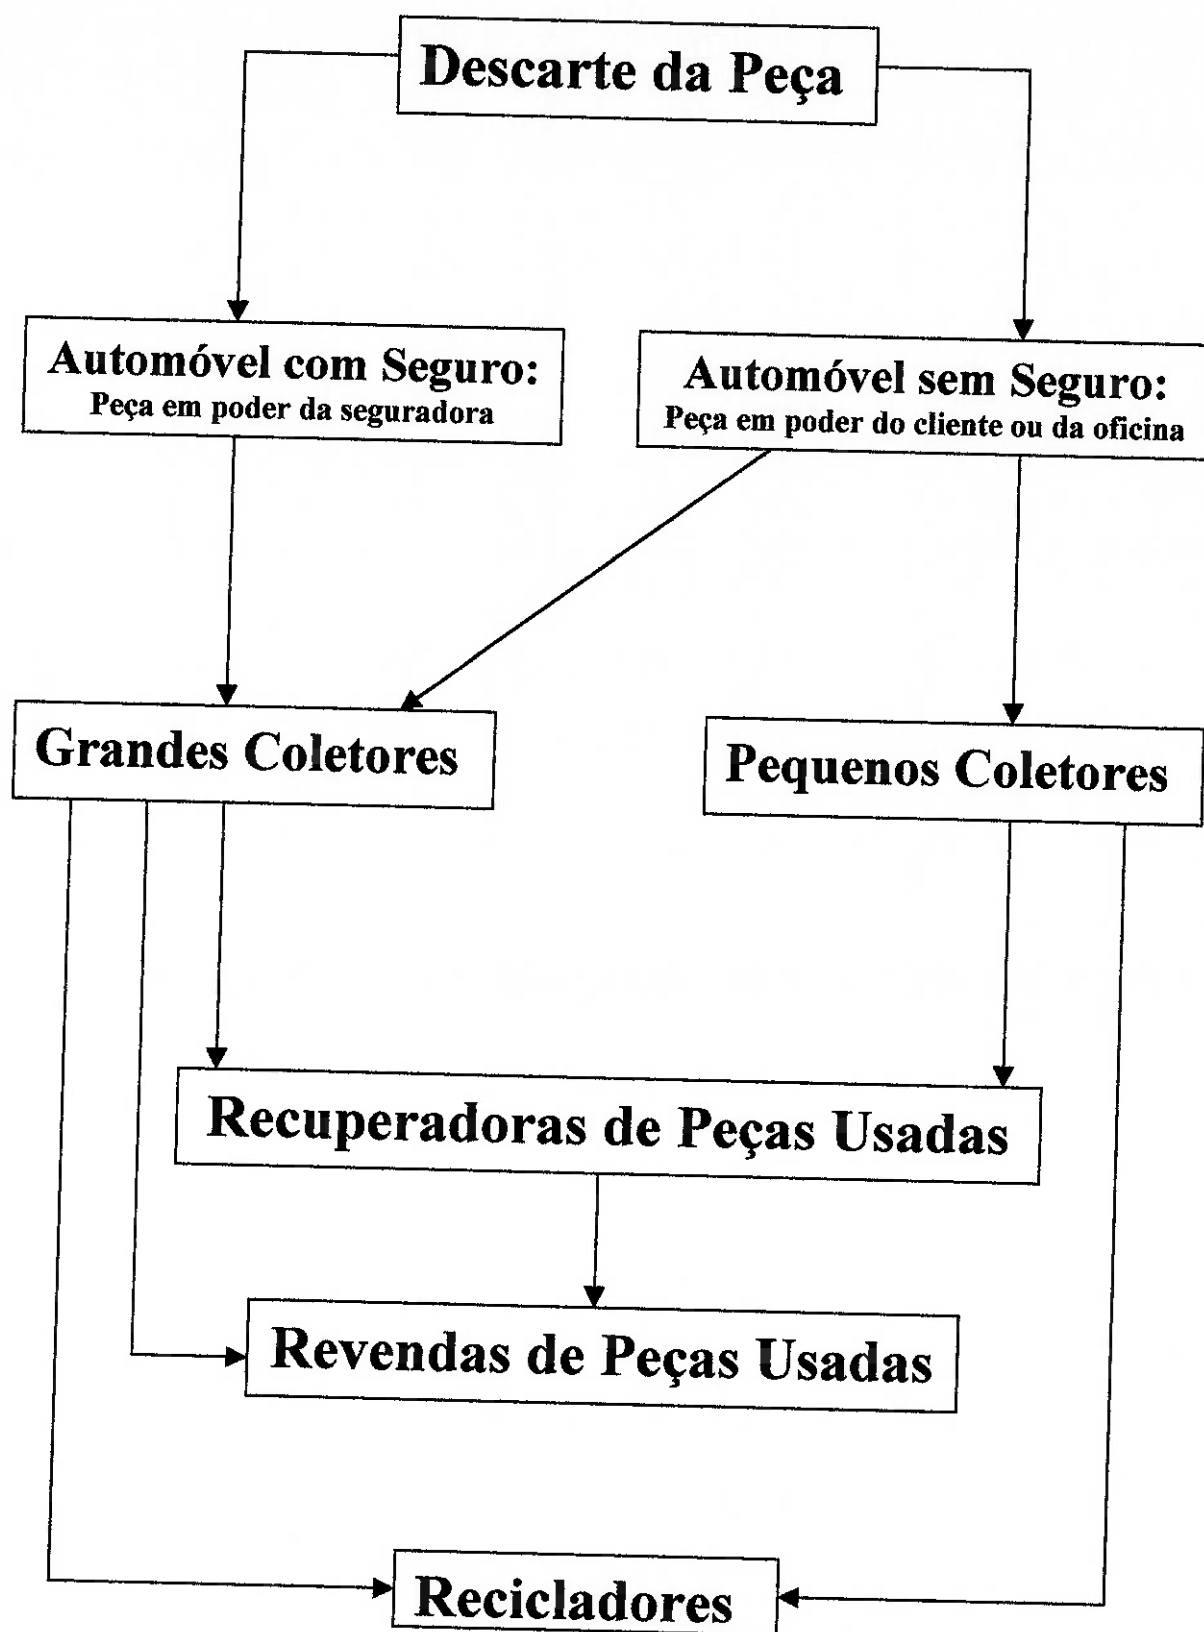 Descarte da Peça
Automóvel com Seguro:
Peça em poder da seguradora
Automóvel sem Seguro:
Peça em poder do cliente ou da oficina
Grandes Coletores
Pequenos Coletores
Recuperadoras de Peças Usadas
Revendas de Peças Usadas
Recicladores